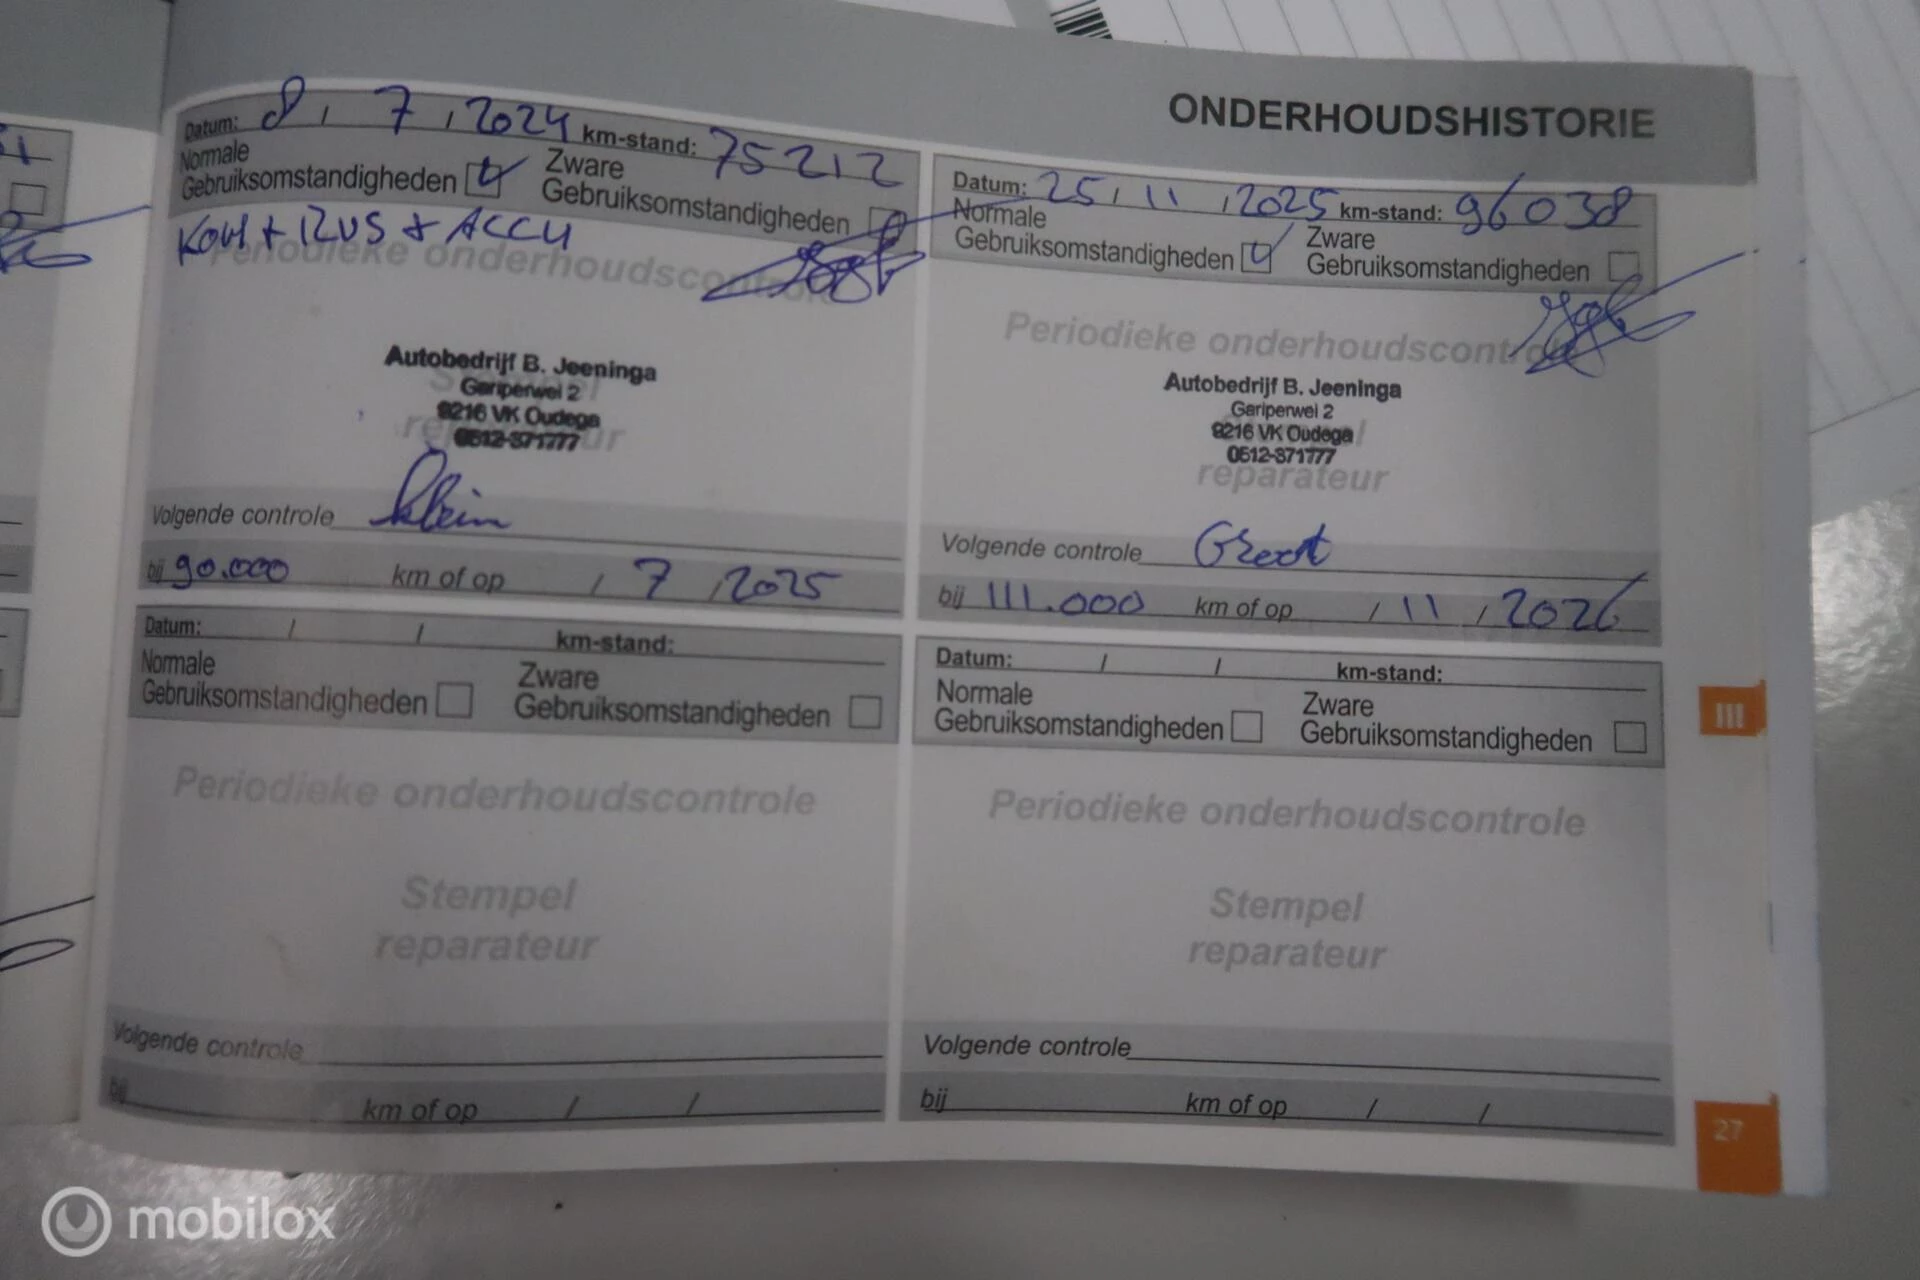 ONDERHOUDSHISTORIE
Datum: 8 / 7 / 2024 km-stand: 75212
Normale Gebruiksomstandigheden
Zware Gebruiksomstandigheden
KOM + RUS + ACCU
Periodieke onderhoudscontrole
Stempel
reparateur
Autobedrijf B. Jeeninga
Gariperwei 2
9216 VK Oudega
0512-371777
Volgende controle klein
bij 90.000 km of op / 7 / 2025
Datum: 25 / 11 / 2025 km-stand: 96038
Normale Gebruiksomstandigheden
Zware Gebruiksomstandigheden
Periodieke onderhoudscontrole
reparateur
Autobedrijf B. Jeeninga
Gariperwei 2
9216 VK Oudega
0512-371777
Volgende controle Groot
bij 111.000 km of op / 11 / 2026
Datum: / / km-stand:
Normale Gebruiksomstandigheden
Zware Gebruiksomstandigheden
Periodieke onderhoudscontrole
Stempel
reparateur
Volgende controle
bij km of op / /
Datum: / / km-stand:
Normale Gebruiksomstandigheden
Zware Gebruiksomstandigheden
Periodieke onderhoudscontrole
Stempel
reparateur
Volgende controle
bij km of op / /
III
27
mobilox